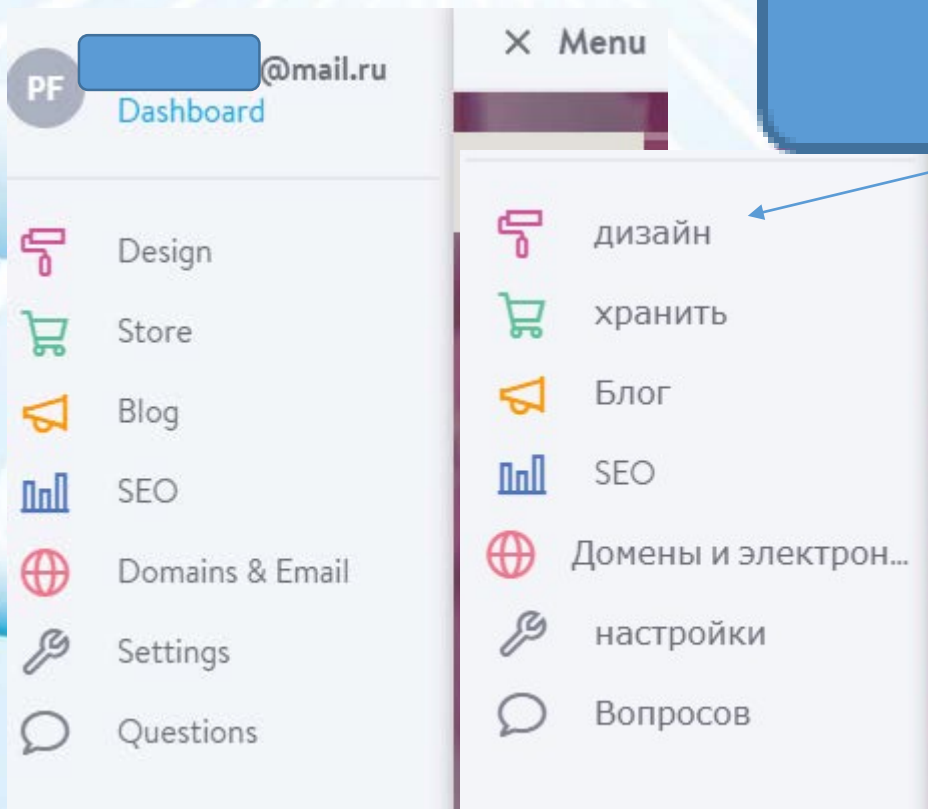 PF
@mail.ru
Dashboard
Design
Store
Blog
SEO
Domains & Email
Settings
Questions
× Menu
дизайн
хранить
Блог
SEO
Домены и электрон...
настройки
Вопросов